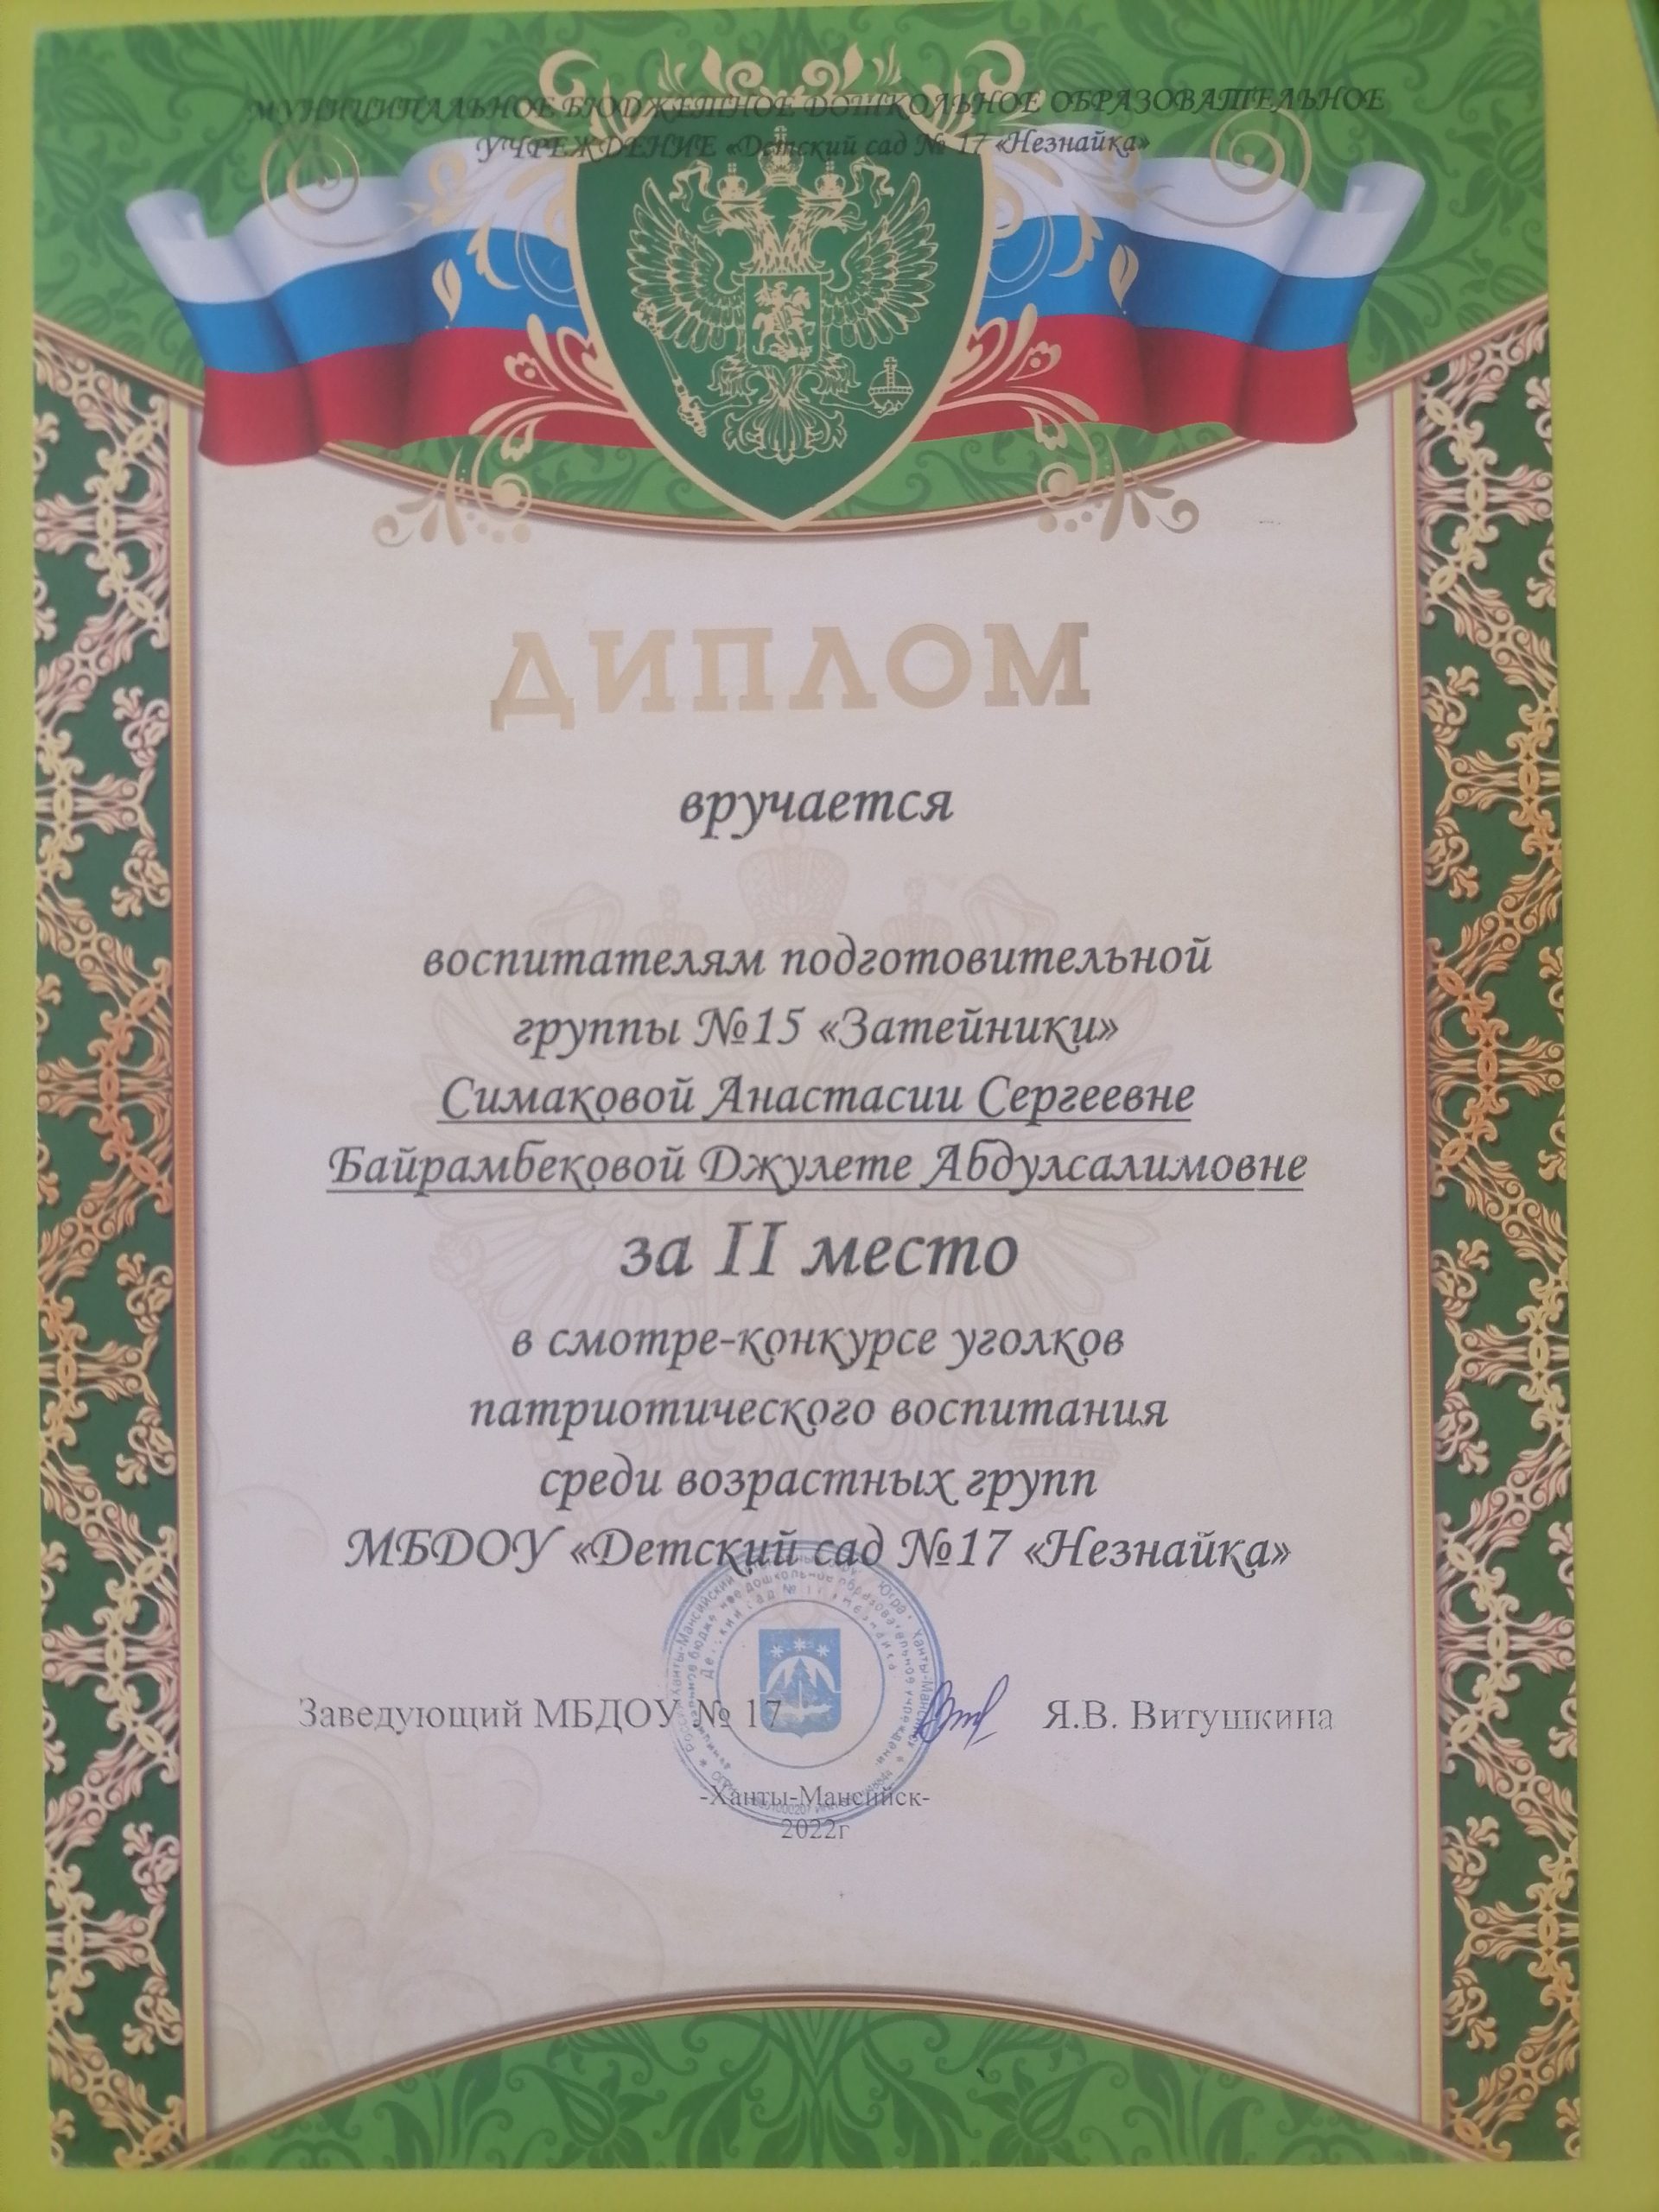 МУНИЦИПАЛЬНОЕ БЮДЖЕТНОЕ ДОШКОЛЬНОЕ ОБРАЗОВАТЕЛЬНОЕ
УЧРЕЖДЕНИЕ «Детский сад № 17 «Незнайка»
ДИПЛОМ
вручается
воспитателям подготовительной
группы №15 «Затейники»
Симаковой Анастасии Сергеевне
Байрамбековой Джулете Абдулсалимовне
за II место
в смотре-конкурсе уголков
патриотического воспитания
среди возрастных групп
МБДОУ «Детский сад №17 «Незнайка»
Заведующий МБДОУ № 17 Я.В. Витушкина
-Ханты-Мансийск-
2022г